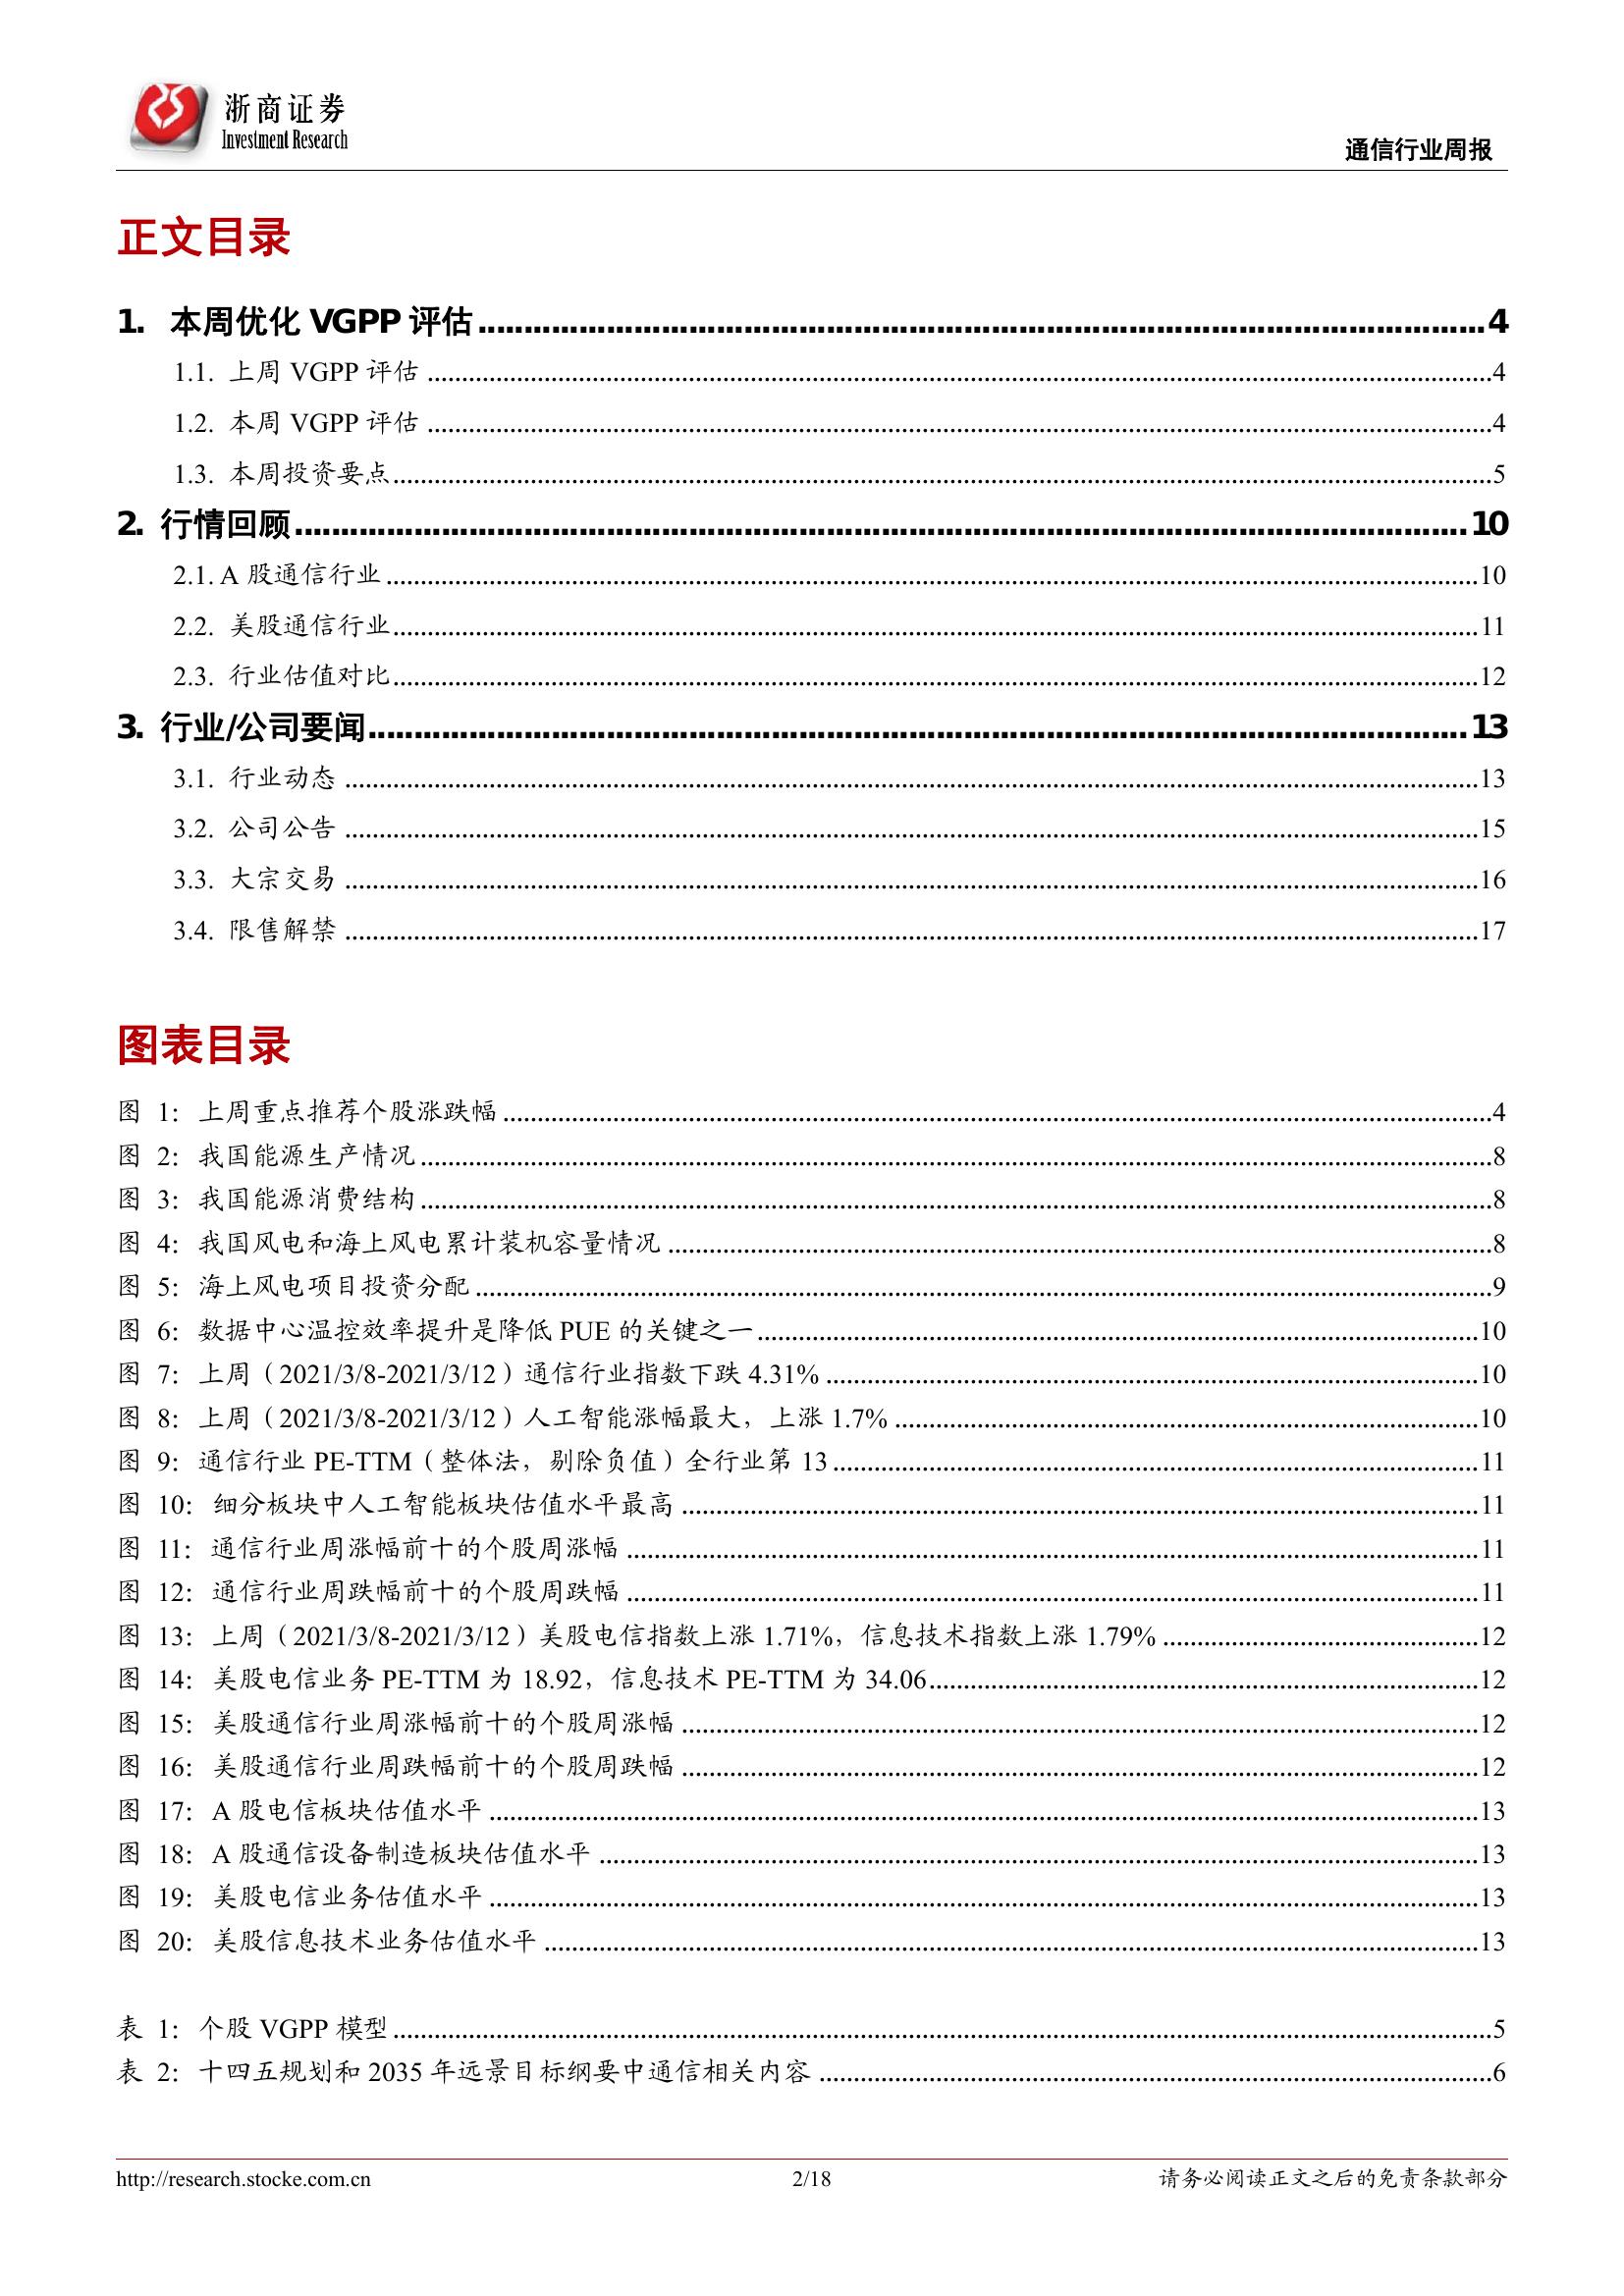 浙商证券
Investment Research
通信行业周报
正文目录
1. 本周优化 VGPP 评估 ........ 4
1.1. 上周 VGPP 评估 ........ 4
1.2. 本周 VGPP 评估 ........ 4
1.3. 本周投资要点 ........ 5
2. 行情回顾 ........ 10
2.1. A 股通信行业 ........ 10
2.2. 美股通信行业 ........ 11
2.3. 行业估值对比 ........ 12
3. 行业/公司要闻 ........ 13
3.1. 行业动态 ........ 13
3.2. 公司公告 ........ 15
3.3. 大宗交易 ........ 16
3.4. 限售解禁 ........ 17
图表目录
图 1：上周重点推荐个股涨跌幅 ........ 4
图 2：我国能源生产情况 ........ 8
图 3：我国能源消费结构 ........ 8
图 4：我国风电和海上风电累计装机容量情况 ........ 8
图 5：海上风电项目投资分配 ........ 9
图 6：数据中心温控效率提升是降低 PUE 的关键之一 ........ 10
图 7：上周（2021/3/8-2021/3/12）通信行业指数下跌 4.31% ........ 10
图 8：上周（2021/3/8-2021/3/12）人工智能涨幅最大，上涨 1.7% ........ 10
图 9：通信行业 PE-TTM（整体法，剔除负值）全行业第 13 ........ 11
图 10：细分板块中人工智能板块估值水平最高 ........ 11
图 11：通信行业周涨幅前十的个股周涨幅 ........ 11
图 12：通信行业周跌幅前十的个股周跌幅 ........ 11
图 13：上周（2021/3/8-2021/3/12）美股电信指数上涨 1.71%，信息技术指数上涨 1.79% ........ 12
图 14：美股电信业务 PE-TTM 为 18.92，信息技术 PE-TTM 为 34.06 ........ 12
图 15：美股通信行业周涨幅前十的个股周涨幅 ........ 12
图 16：美股通信行业周跌幅前十的个股周跌幅 ........ 12
图 17：A 股电信板块估值水平 ........ 13
图 18：A 股通信设备制造板块估值水平 ........ 13
图 19：美股电信业务估值水平 ........ 13
图 20：美股信息技术业务估值水平 ........ 13
表 1：个股 VGPP 模型 ........ 5
表 2：十四五规划和 2035 年远景目标纲要中通信相关内容 ........ 6
http://research.stocke.com.cn 2/18 请务必阅读正文之后的免责条款部分